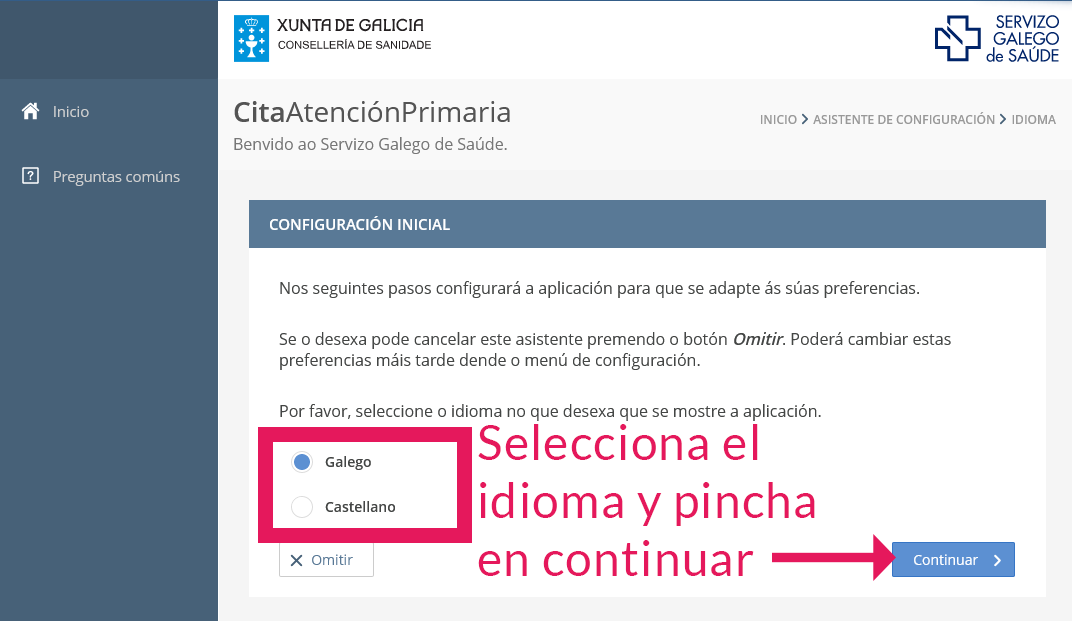 XUNTA DE GALICIA
CONSELLERÍA DE SANIDADE
SERVIZO
GALEGO
de SAÚDE
Inicio
Preguntas comúns
CitaAtenciónPrimaria
Benvido ao Servizo Galego de Saúde.
INICIO > ASISTENTE DE CONFIGURACIÓN > IDIOMA
CONFIGURACIÓN INICIAL
Nos seguintes pasos configurará a aplicación para que se adapte ás súas preferencias.
Se o desexa pode cancelar este asistente premendo o botón Omitir. Poderá cambiar estas
preferencias máis tarde dende o menú de configuración.
Por favor, seleccione o idioma no que desexa que se mostre a aplicación.
Galego
Castellano
Selecciona el
idioma y pincha
en continuar
Omitir
Continuar